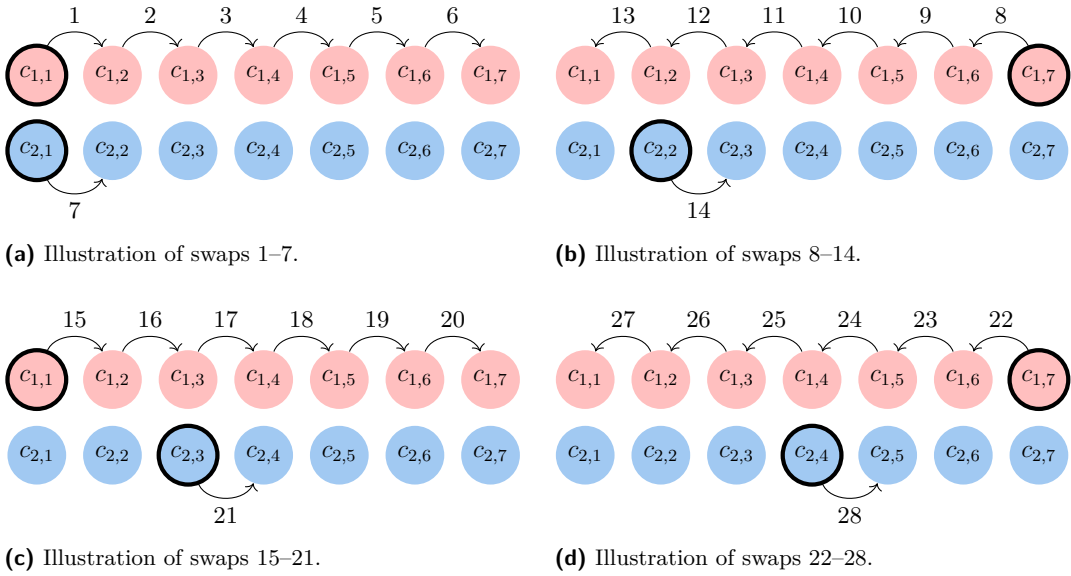 1 2 3 4 5 6
c1,1 c1,2 c1,3 c1,4 c1,5 c1,6 c1,7
c2,1 c2,2 c2,3 c2,4 c2,5 c2,6 c2,7
7
(a) Illustration of swaps 1–7.
13 12 11 10 9 8
c1,1 c1,2 c1,3 c1,4 c1,5 c1,6 c1,7
c2,1 c2,2 c2,3 c2,4 c2,5 c2,6 c2,7
14
(b) Illustration of swaps 8–14.
15 16 17 18 19 20
c1,1 c1,2 c1,3 c1,4 c1,5 c1,6 c1,7
c2,1 c2,2 c2,3 c2,4 c2,5 c2,6 c2,7
21
(c) Illustration of swaps 15–21.
27 26 25 24 23 22
c1,1 c1,2 c1,3 c1,4 c1,5 c1,6 c1,7
c2,1 c2,2 c2,3 c2,4 c2,5 c2,6 c2,7
28
(d) Illustration of swaps 22–28.